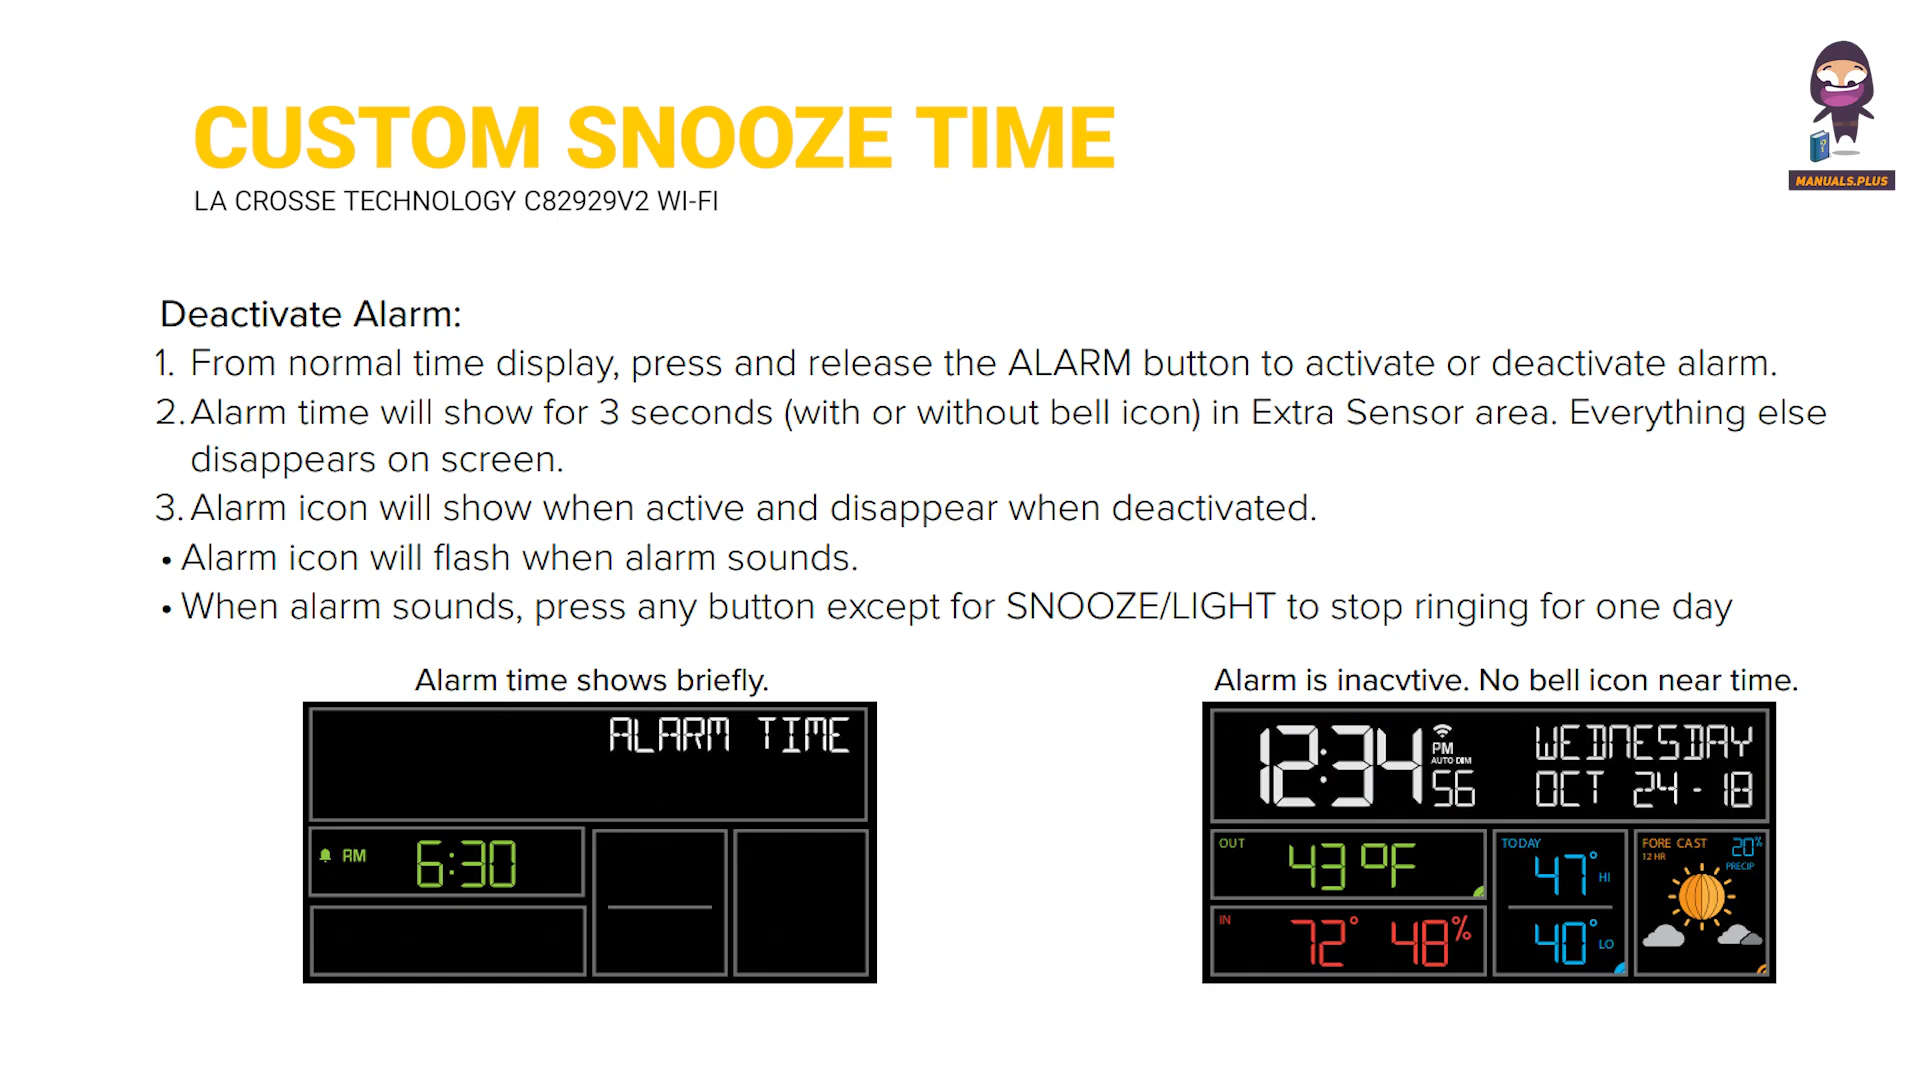 CUSTOM SNOOZE TIME
LA CROSSE TECHNOLOGY C82929V2 WI-FI
MANUALS.PLUS
Deactivate Alarm:
1. From normal time display, press and release the ALARM button to activate or deactivate alarm.
2. Alarm time will show for 3 seconds (with or without bell icon) in Extra Sensor area. Everything else
disappears on screen.
3. Alarm icon will show when active and disappear when deactivated.
• Alarm icon will flash when alarm sounds.
• When alarm sounds, press any button except for SNOOZE/LIGHT to stop ringing for one day
Alarm time shows briefly.
ALARM TIME
AM 6:30
Alarm is inacvtive. No bell icon near time.
12:34 PM
AUTO DIM
56
WEDNESDAY
OCT 24-18
OUT 43°F
IN 72° 48%
TODAY
47° HI
40° LO
FORE CAST 20%
12 HR PRECIP